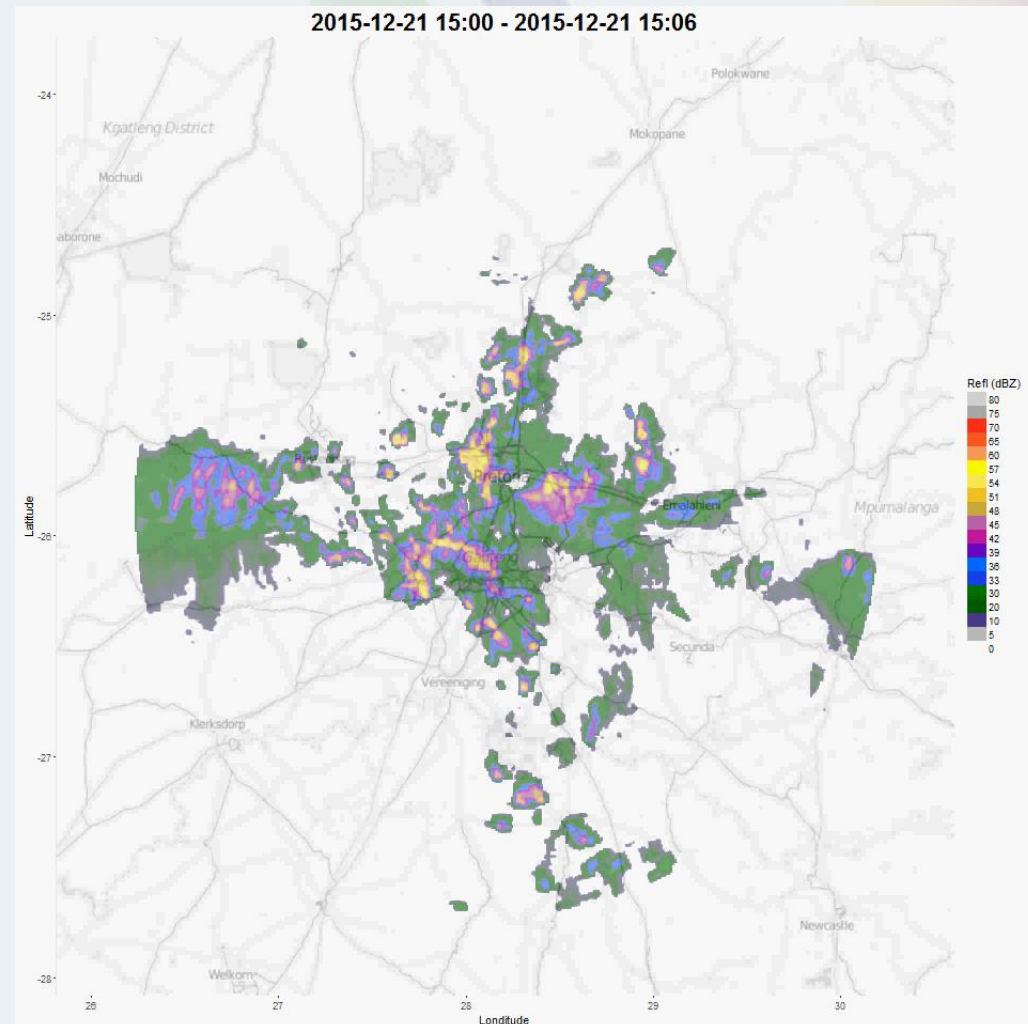 2015-12-21 15:00 - 2015-12-21 15:06
Polokwane
-24
Kgatleng District
Mokopane
Mochudi
aborone
-25
Refl (dBZ)
80
75
70
65
60
57
54
51
48
45
42
39
36
33
30
20
10
5
0
Pretoria
Latitude
Emalahleni
Mpumalanga
-26
Gauteng
Secunda
Vereeniging
Klerksdorp
-27
Newcastle
Welkom
-28
26
27
28
29
30
Londitude